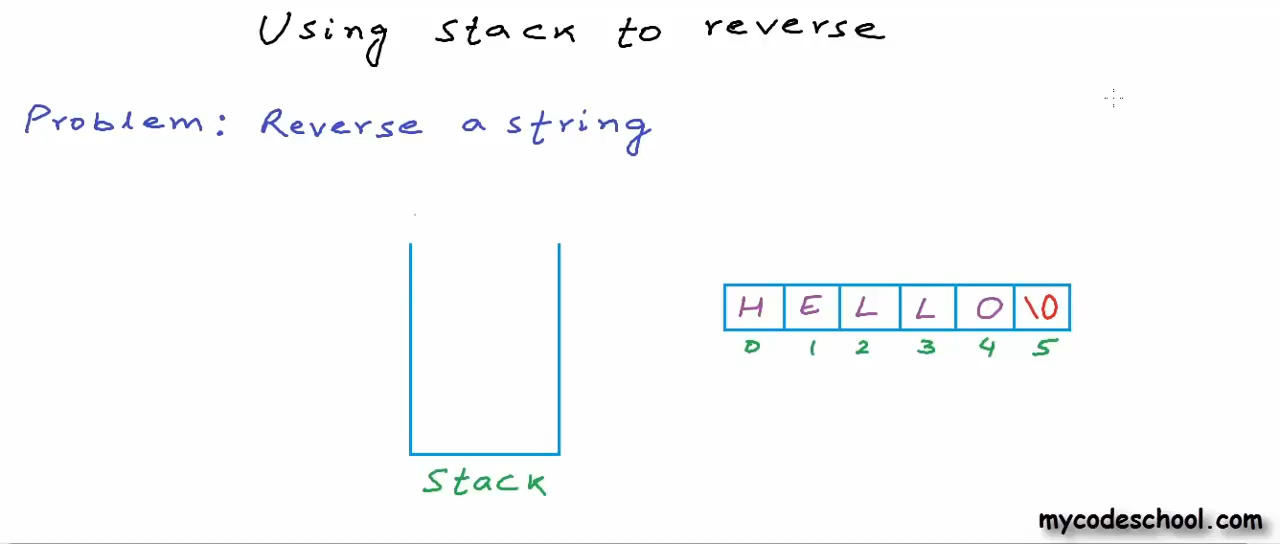 Using stack to reverse
Problem: Reverse a string
H E L L O \0
0 1 2 3 4 5
Stack
mycodeschool.com